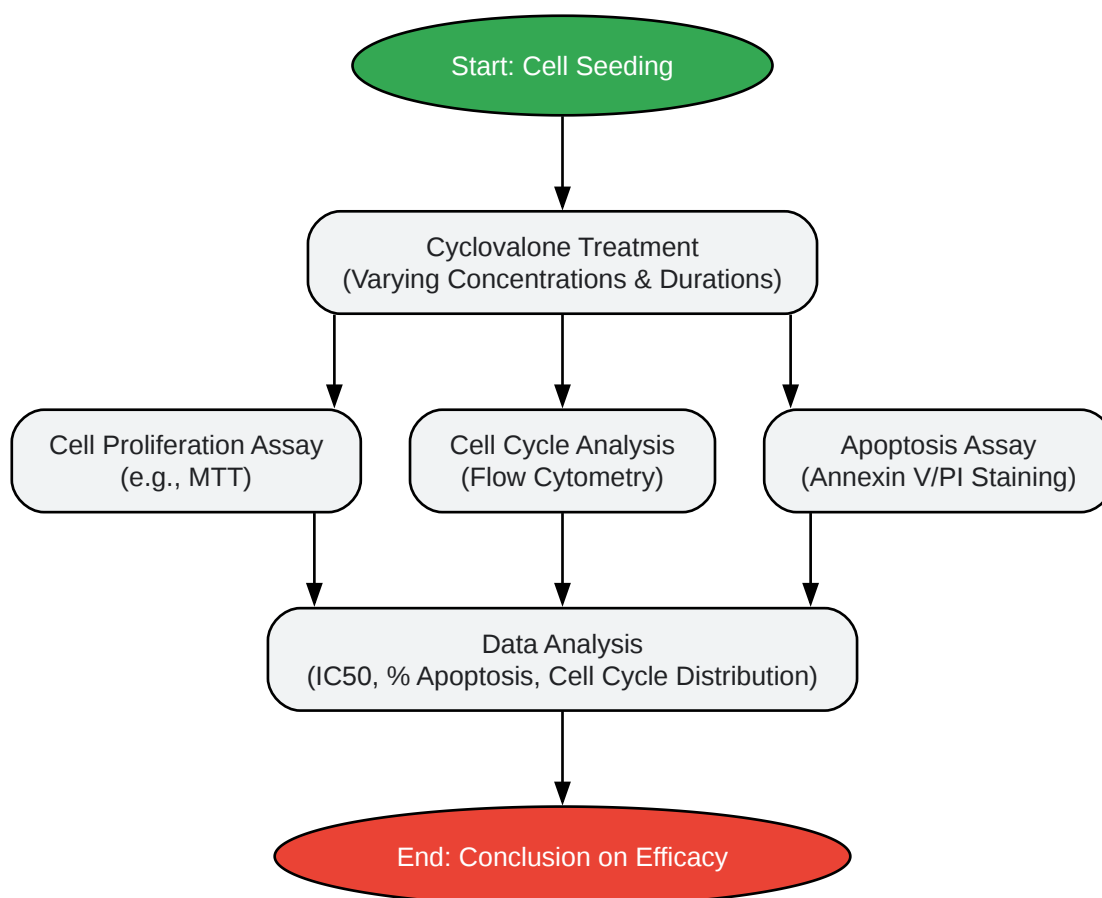 Start: Cell Seeding
Cyclovalone Treatment
(Varying Concentrations & Durations)
Cell Proliferation Assay
(e.g., MTT)
Cell Cycle Analysis
(Flow Cytometry)
Apoptosis Assay
(Annexin V/PI Staining)
Data Analysis
(IC50, % Apoptosis, Cell Cycle Distribution)
End: Conclusion on Efficacy